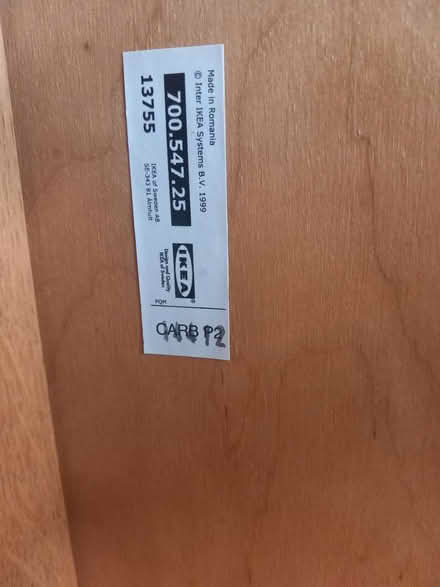 Made in Romania
© Inter IKEA Systems B.V. 1999
700.547.25
13755
IKEA of Sweden AB
SE-343 81 Älmhult
IKEA®
Design and Quality
IKEA of Sweden
PQM
CARB P2